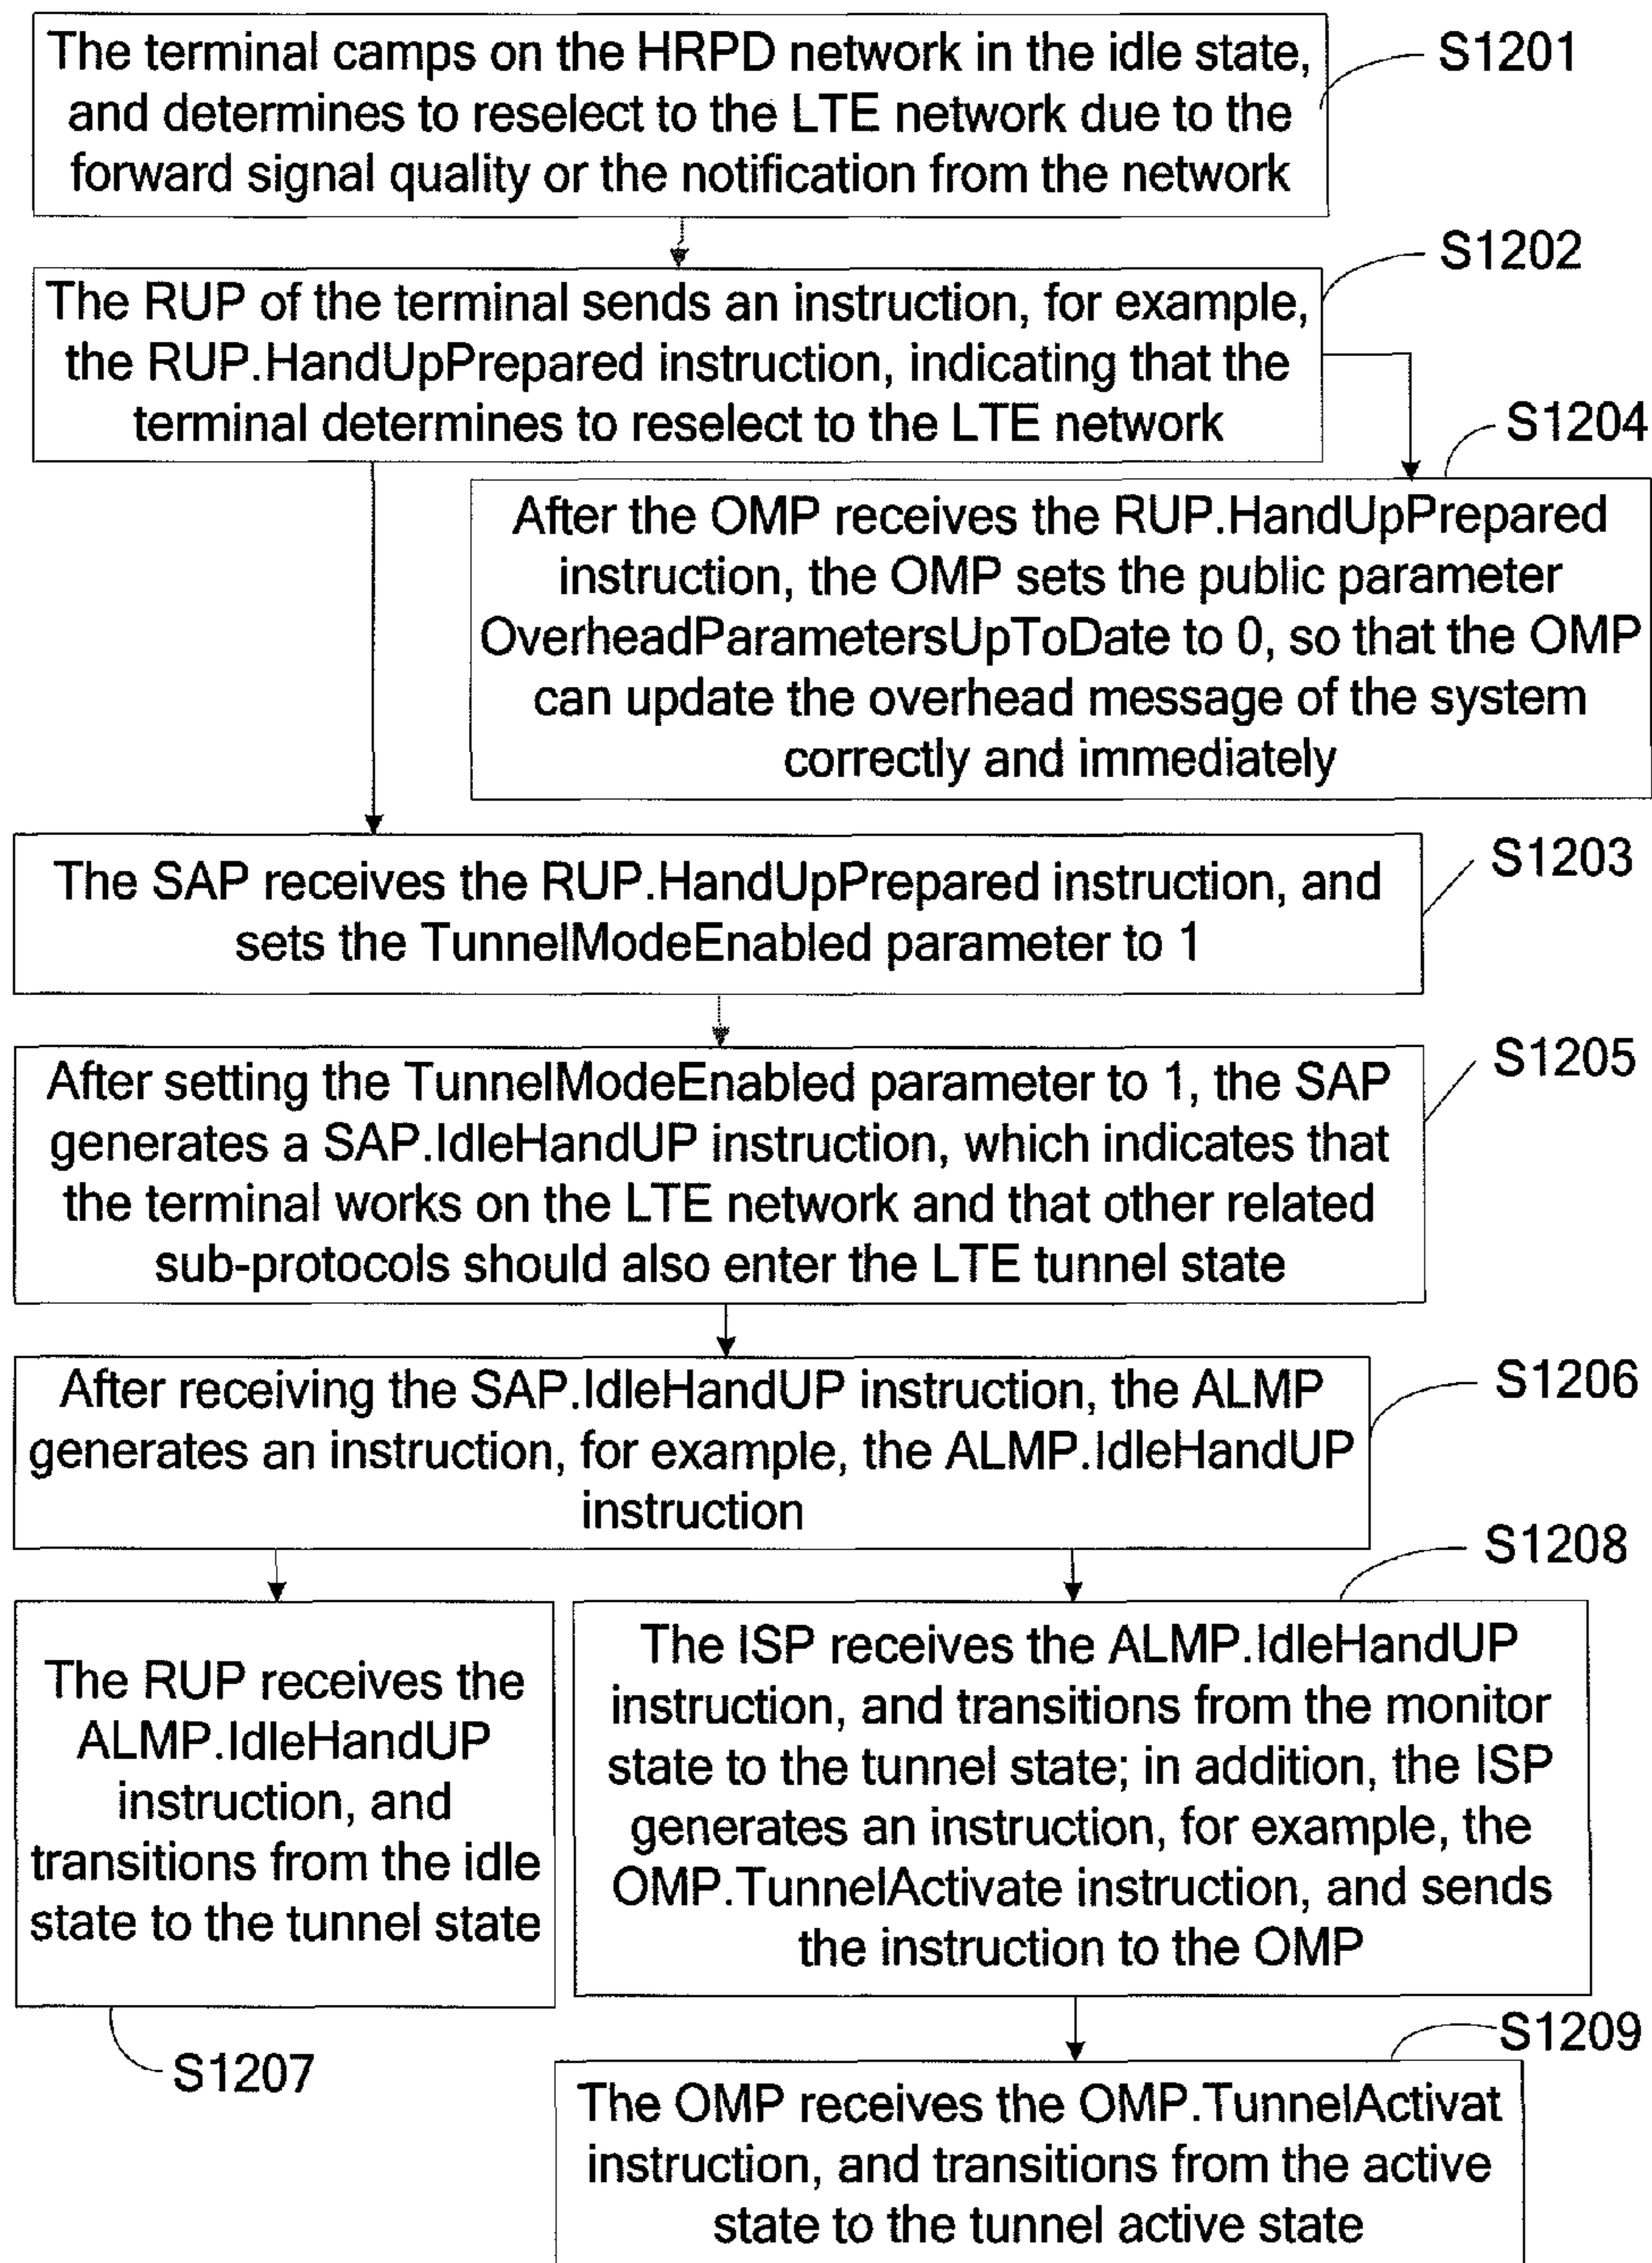 The terminal camps on the HRPD network in the idle state,
and determines to reselect to the LTE network due to the
forward signal quality or the notification from the network
S1201
S1202
The RUP of the terminal sends an instruction, for example,
the RUP.HandUpPrepared instruction, indicating that the
terminal determines to reselect to the LTE network
S1204
After the OMP receives the RUP.HandUpPrepared
instruction, the OMP sets the public parameter
OverheadParametersUpToDate to 0, so that the OMP
can update the overhead message of the system
correctly and immediately
S1203
The SAP receives the RUP.HandUpPrepared instruction, and
sets the TunnelModeEnabled parameter to 1
S1205
After setting the TunnelModeEnabled parameter to 1, the SAP
generates a SAP.IdleHandUP instruction, which indicates that
the terminal works on the LTE network and that other related
sub-protocols should also enter the LTE tunnel state
S1206
After receiving the SAP.IdleHandUP instruction, the ALMP
generates an instruction, for example, the ALMP.IdleHandUP
instruction
S1208
The RUP receives the
ALMP.IdleHandUP
instruction, and
transitions from the idle
state to the tunnel state
S1207
The ISP receives the ALMP.IdleHandUP
instruction, and transitions from the monitor
state to the tunnel state; in addition, the ISP
generates an instruction, for example, the
OMP.TunnelActivate instruction, and sends
the instruction to the OMP
S1209
The OMP receives the OMP.TunnelActivat
instruction, and transitions from the active
state to the tunnel active state